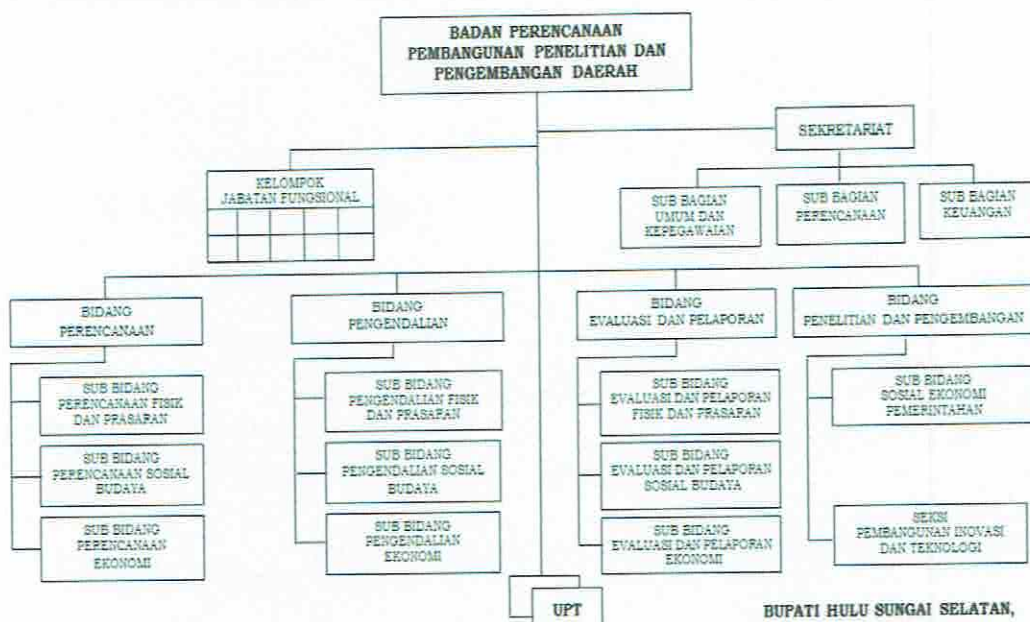 BADAN PERENCANAAN
PEMBANGUNAN PENELITIAN DAN
PENGEMBANGAN DAERAH
SEKRETARIAT
KELOMPOK
JABATAN FUNGSIONAL
SUB BAGIAN
UMUM DAN
KEPEGAWAIAN
SUB BAGIAN
PERENCANAAN
SUB BAGIAN
KEUANGAN
BIDANG
PERENCANAAN
BIDANG
PENGENDALIAN
BIDANG
EVALUASI DAN PELAPORAN
BIDANG
PENELITIAN DAN PENGEMBANGAN
SUB BIDANG
PERENCANAAN FISIK
DAN PRASARAN
SUB BIDANG
PENGENDALIAN FISIK
DAN PRASARAN
SUB BIDANG
EVALUASI DAN PELAPORAN
FISIK DAN PRASARAN
SUB BIDANG
SOSIAL EKONOMI
PEMERINTAHAN
SUB BIDANG
PERENCANAAN SOSIAL
BUDAYA
SUB BIDANG
PENGENDALIAN SOSIAL
BUDAYA
SUB BIDANG
EVALUASI DAN PELAPORAN
SOSIAL BUDAYA
SUB BIDANG
PERENCANAAN
EKONOMI
SUB BIDANG
PENGENDALIAN
EKONOMI
SUB BIDANG
EVALUASI DAN PELAPORAN
EKONOMI
SEKSI
PEMBANGUNAN INOVASI
DAN TEKNOLOGI
UPT
BUPATI HULU SUNGAI SELATAN,